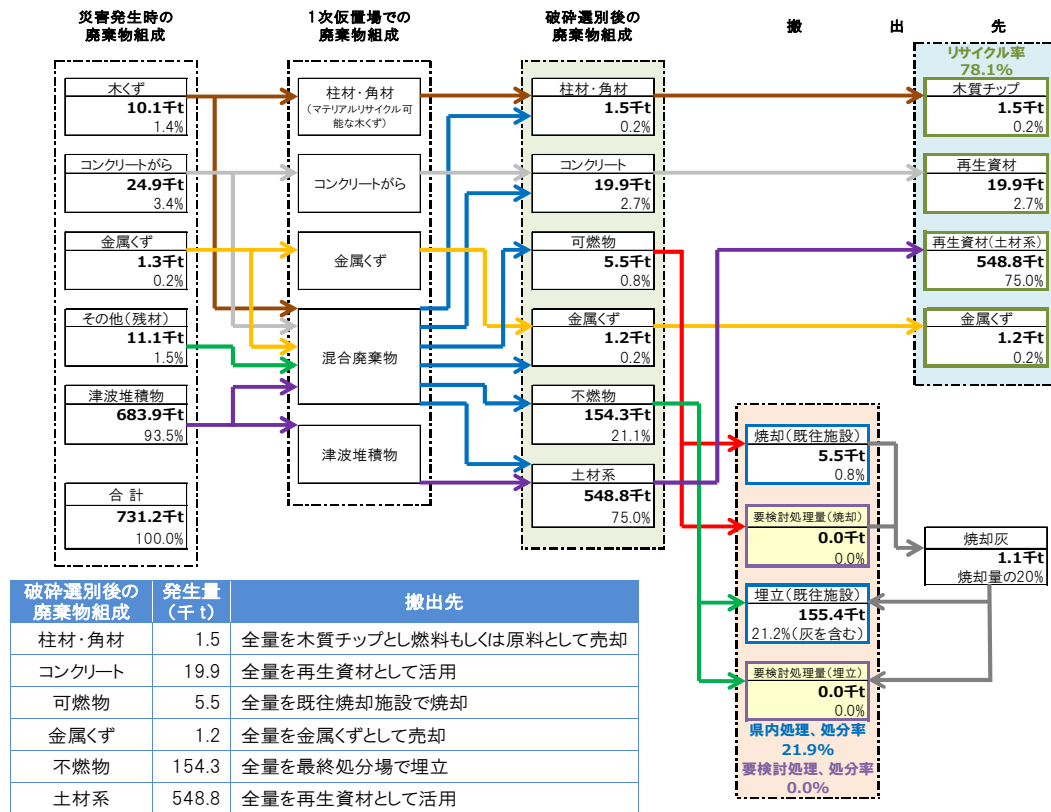 災害発生時の
廃棄物組成
1次仮置場での
廃棄物組成
破砕選別後の
廃棄物組成
搬 出 先
木くず
10.1千t
1.4%
コンクリートがら
24.9千t
3.4%
金属くず
1.3千t
0.2%
その他(残材)
11.1千t
1.5%
津波堆積物
683.9千t
93.5%
合計
731.2千t
100.0%
柱材・角材
(マテリアルリサイクル可
能な木くず)
コンクリートがら
金属くず
混合廃棄物
津波堆積物
柱材・角材
1.5千t
0.2%
コンクリート
19.9千t
2.7%
可燃物
5.5千t
0.8%
金属くず
1.2千t
0.2%
不燃物
154.3千t
21.1%
土材系
548.8千t
75.0%
リサイクル率
78.1%
木質チップ
1.5千t
0.2%
再生資材
19.9千t
2.7%
再生資材(土材系)
548.8千t
75.0%
金属くず
1.2千t
0.2%
焼却(既往施設)
5.5千t
0.8%
要検討処理量(焼却)
0.0千t
0.0%
埋立(既往施設)
155.4千t
21.2%(灰を含む)
要検討処理量(埋立)
0.0千t
0.0%
県内処理、処分率
21.9%
要検討処理、処分率
0.0%
焼却灰
1.1千t
焼却量の20%
破砕選別後の
廃棄物組成
発生量
(千t)
搬出先
柱材・角材 1.5 全量を木質チップとし燃料もしくは原料として売却
コンクリート 19.9 全量を再生資材として活用
可燃物 5.5 全量を既往焼却施設で焼却
金属くず 1.2 全量を金属くずとして売却
不燃物 154.3 全量を最終処分場で埋立
土材系 548.8 全量を再生資材として活用